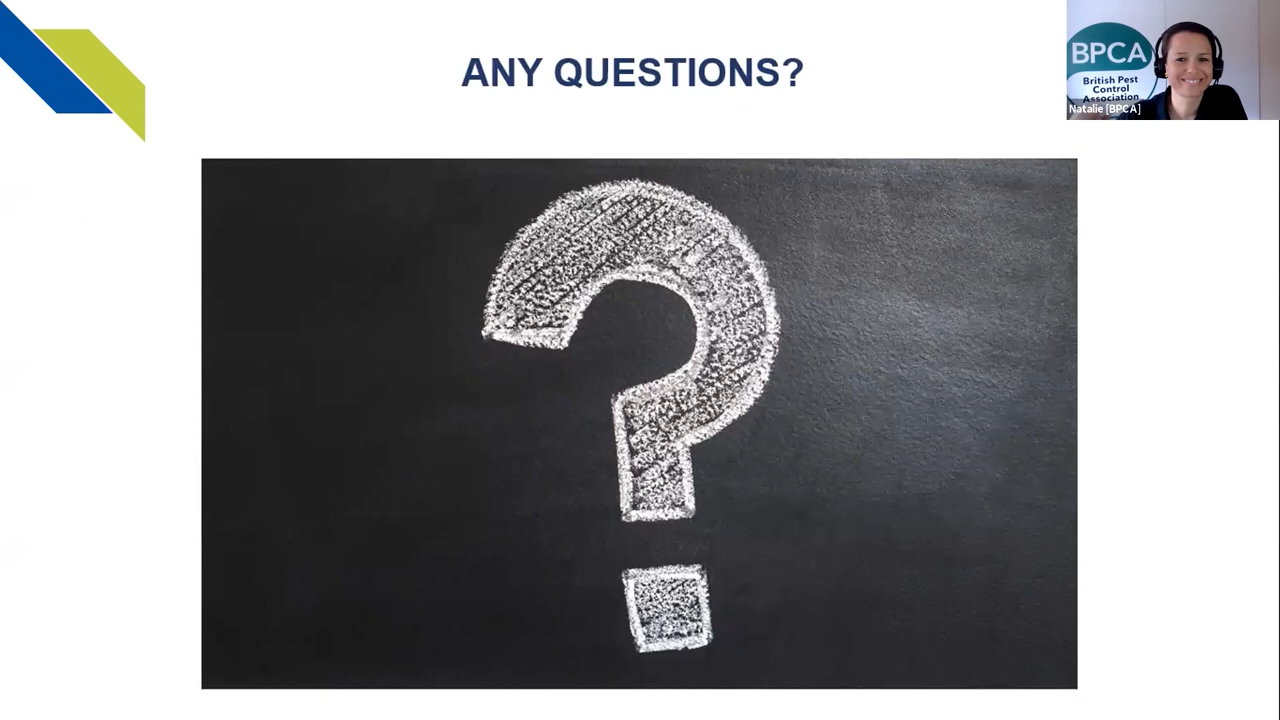 ANY QUESTIONS?
BPCA
British Pest
Control
Association
Natalie [BPCA]
?